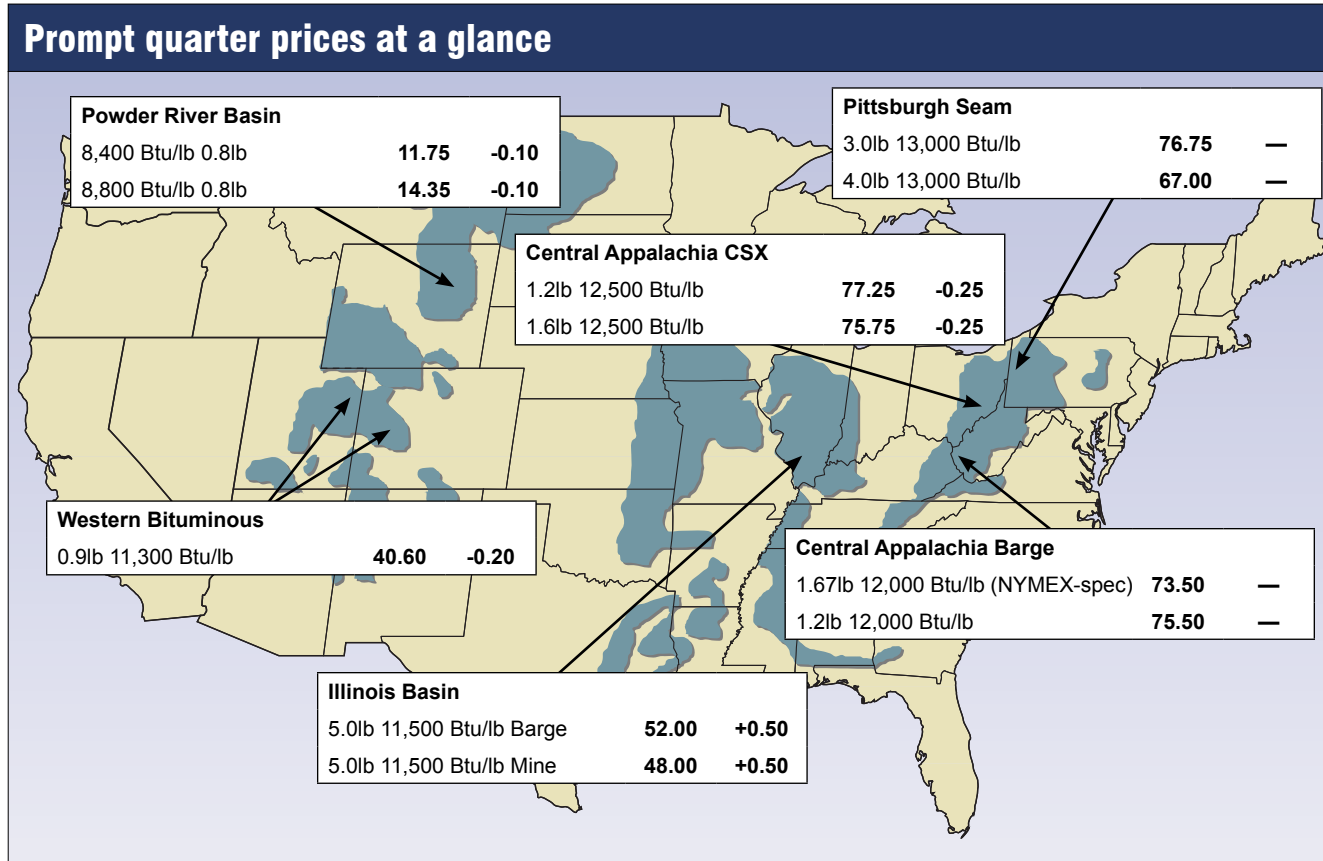 Prompt quarter prices at a glance
Powder River Basin
8,400 Btu/lb 0.8lb 11.75 -0.10
8,800 Btu/lb 0.8lb 14.35 -0.10
Pittsburgh Seam
3.0lb 13,000 Btu/lb 76.75 —
4.0lb 13,000 Btu/lb 67.00 —
Central Appalachia CSX
1.2lb 12,500 Btu/lb 77.25 -0.25
1.6lb 12,500 Btu/lb 75.75 -0.25
Western Bituminous
0.9lb 11,300 Btu/lb 40.60 -0.20
Central Appalachia Barge
1.67lb 12,000 Btu/lb (NYMEX-spec) 73.50 —
1.2lb 12,000 Btu/lb 75.50 —
Illinois Basin
5.0lb 11,500 Btu/lb Barge 52.00 +0.50
5.0lb 11,500 Btu/lb Mine 48.00 +0.50